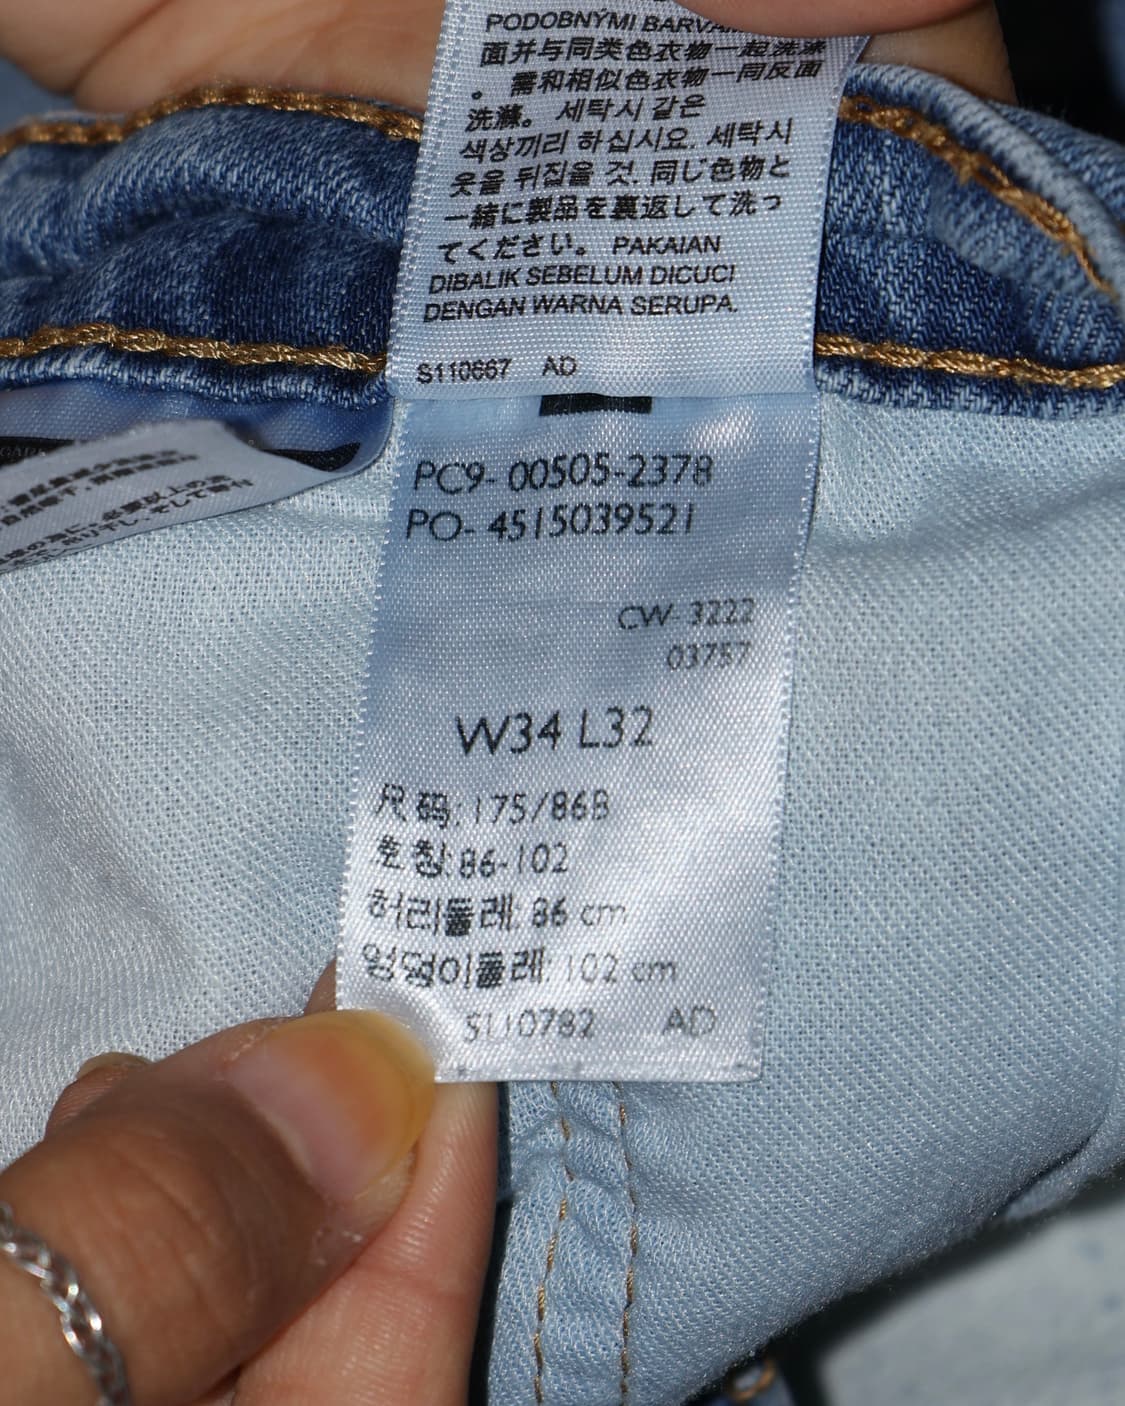 PODOBNÝMI BARVAMI
面并与同类色衣物一起洗涤
。需和相似色衣物一同反面
洗滌。 세탁시 같은
색상끼리 하십시요. 세탁시
옷을 뒤집을 것. 同じ色物と
一緒に製品を裏返して洗っ
てください。 PAKAIAN
DIBALIK SEBELUM DICUCI
DENGAN WARNA SERUPA.
S110667 AD
PC9- 00505-2378
PO- 4515039521
CW- 3222
03757
W34 L32
尺码: 175/86B
호칭: 86-102
허리둘레: 86 cm
엉덩이둘레: 102 cm
SL10782 AD